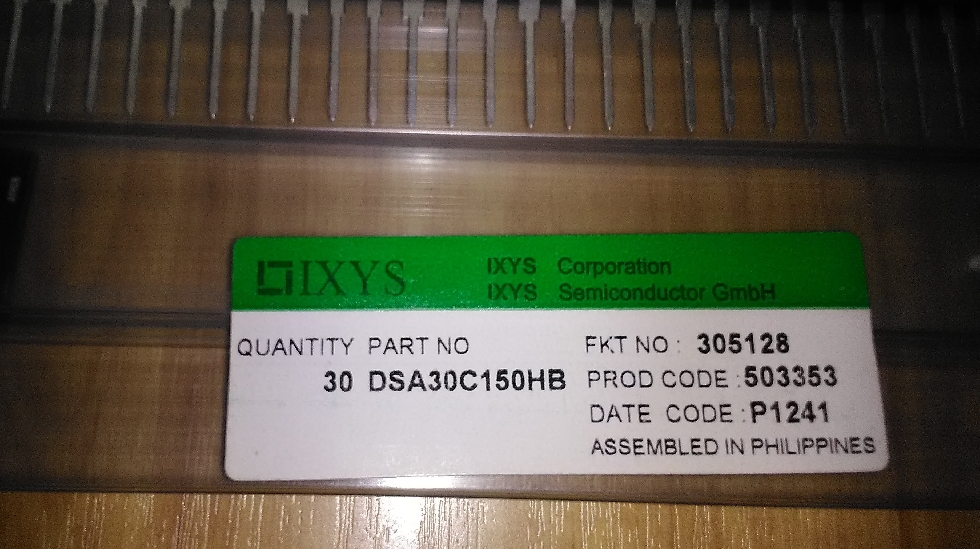 IXYS IXYS Corporation
IXYS Semiconductor GmbH
QUANTITY PART NO FKT NO : 305128
30 DSA30C150HB PROD CODE : 503353
DATE CODE : P1241
ASSEMBLED IN PHILIPPINES